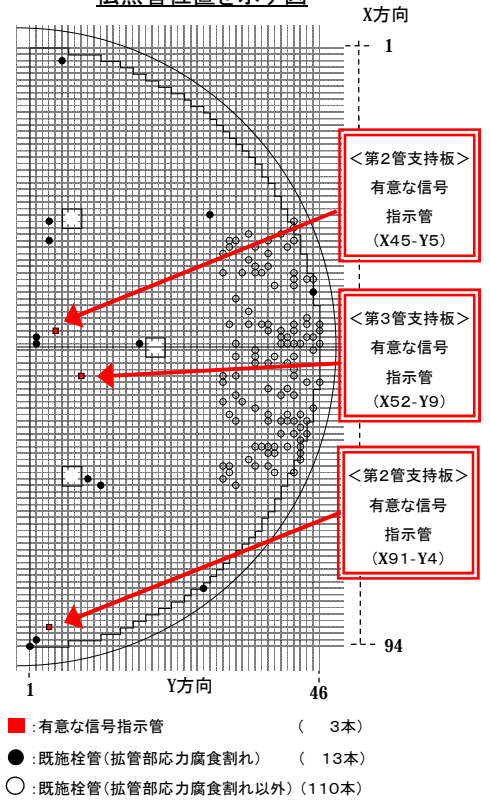 伝熱管位置を示す図
X方向
1
<第2管支持板>
有意な信号
指示管
(X45-Y5)
<第3管支持板>
有意な信号
指示管
(X52-Y9)
<第2管支持板>
有意な信号
指示管
(X91-Y4)
94
1
Y方向
46
:有意な信号指示管 ( 3本)
:既施栓管(拡管部応力腐食割れ) ( 13本)
:既施栓管(拡管部応力腐食割れ以外) (110本)